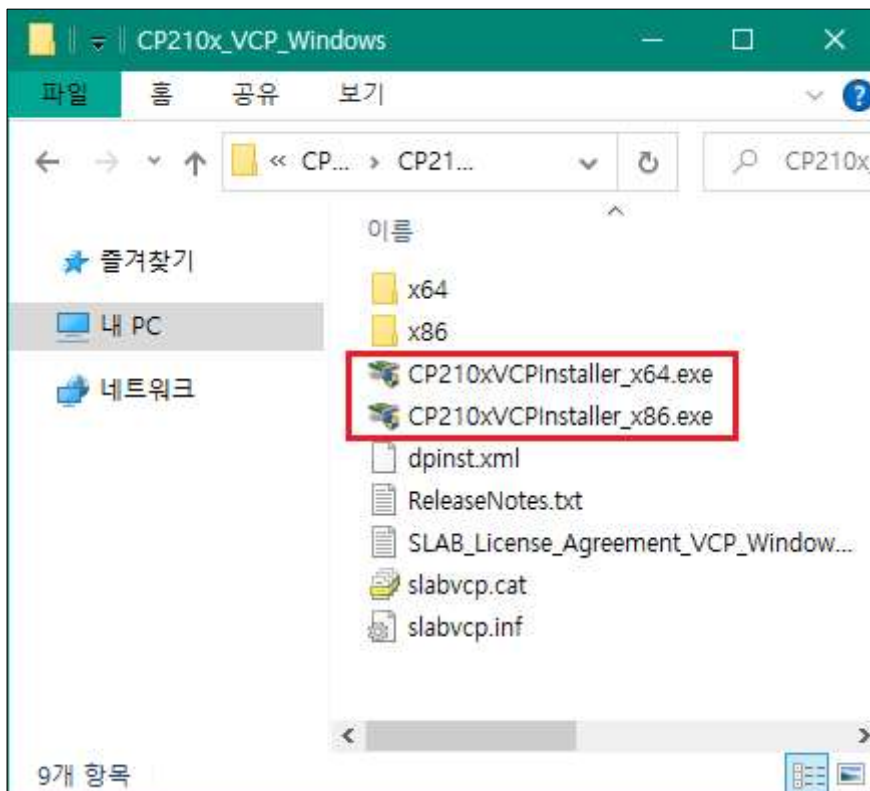 CP210x_VCP_Windows
파일 홈 공유 보기
« CP... › CP21... CP210x_
이름
즐겨찾기
내 PC
네트워크
x64
x86
CP210xVCPInstaller_x64.exe
CP210xVCPInstaller_x86.exe
dpinst.xml
ReleaseNotes.txt
SLAB_License_Agreement_VCP_Window...
slabvcp.cat
slabvcp.inf
9개 항목